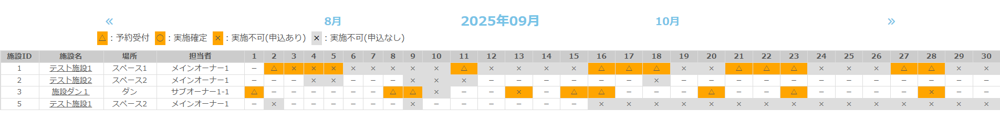 « 8月 2025年09月 10月 »
△ : 予約受付 ○ : 実施確定 × : 実施不可(申込あり) × : 実施不可(申込なし)
施設ID 施設名 場所 担当者 1 2 3 4 5 6 7 8 9 10 11 12 13 14 15 16 17 18 19 20 21 22 23 24 25 26 27 28 29 30
1 テスト施設1 スペース1 メインオーナー1 − △ × × × × × × × × △ × × × × △ △ △ × × △ △ △ × × × △ △ × ×
2 テスト施設2 スペース2 メインオーナー1 − − − × × − − − × × × − − − − − − × − − − − − − − − − − − −
3 施設ダン１ ダン サブオーナー1-1 △ − − − − − − △ △ × − − × − △ △ − − − △ − − △ − − − − × − −
5 テスト施設1 スペース2 メインオーナー1 − × − − − − − − × − − − − − − × × × × × × × × × × × × × × ×